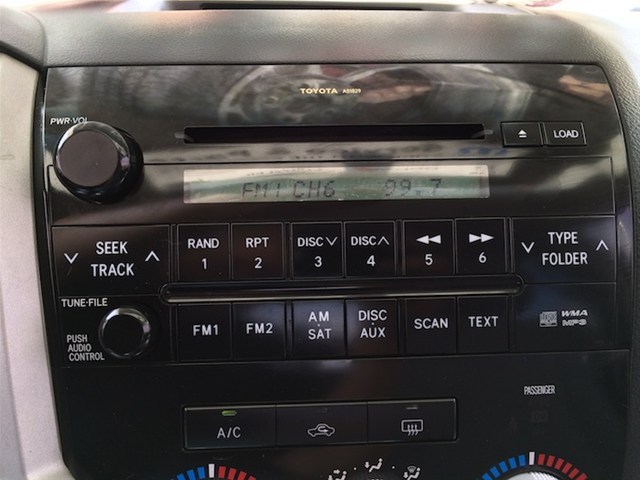 TOYOTA A51829
PWR·VOL
LOAD
FM1 CH6 99.7
SEEK TRACK
RAND 1
RPT 2
DISC 3
DISC 4
5
6
TYPE FOLDER
TUNE·FILE
PUSH AUDIO CONTROL
FM1
FM2
AM·SAT
DISC·AUX
SCAN
TEXT
WMA
MP3
PASSENGER
A/C